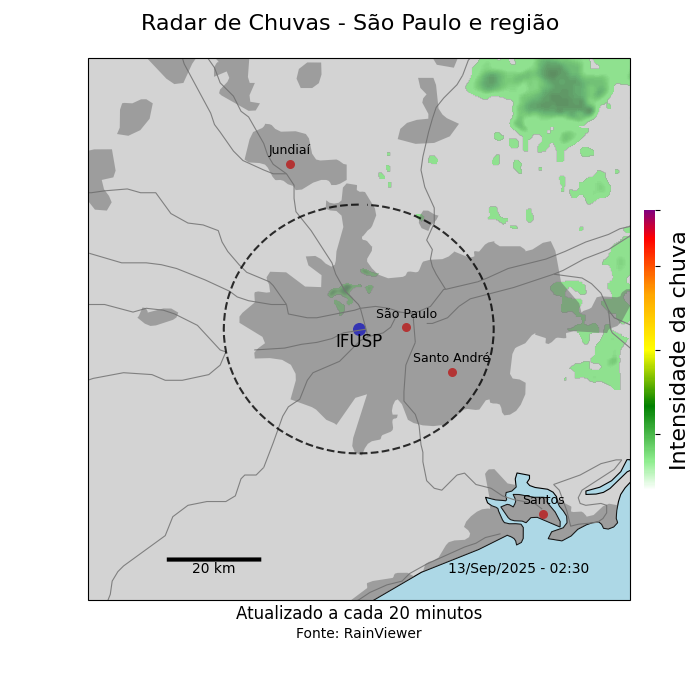 Radar de Chuvas - São Paulo e região
Jundiaí
São Paulo
IFUSP
Santo André
Intensidade da chuva
Santos
20 km
13/Sep/2025 - 02:30
Atualizado a cada 20 minutos
Fonte: RainViewer